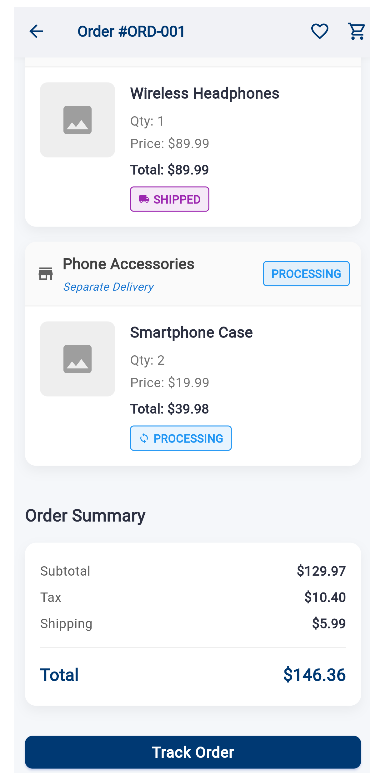 Order #ORD-001
Wireless Headphones
Qty: 1
Price: $89.99
Total: $89.99
SHIPPED
Phone Accessories
Separate Delivery
PROCESSING
Smartphone Case
Qty: 2
Price: $19.99
Total: $39.98
PROCESSING
Order Summary
Subtotal $129.97
Tax $10.40
Shipping $5.99
Total $146.36
Track Order